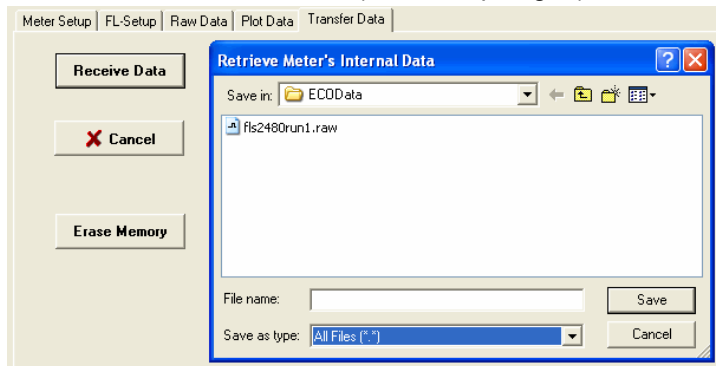 Meter Setup FL-Setup Raw Data Plot Data Transfer Data
Receive Data
Cancel
Erase Memory
Retrieve Meter's Internal Data
Save in: ECOData
fls2480run1.raw
File name: Save
Save as type: All Files (*.*) Cancel